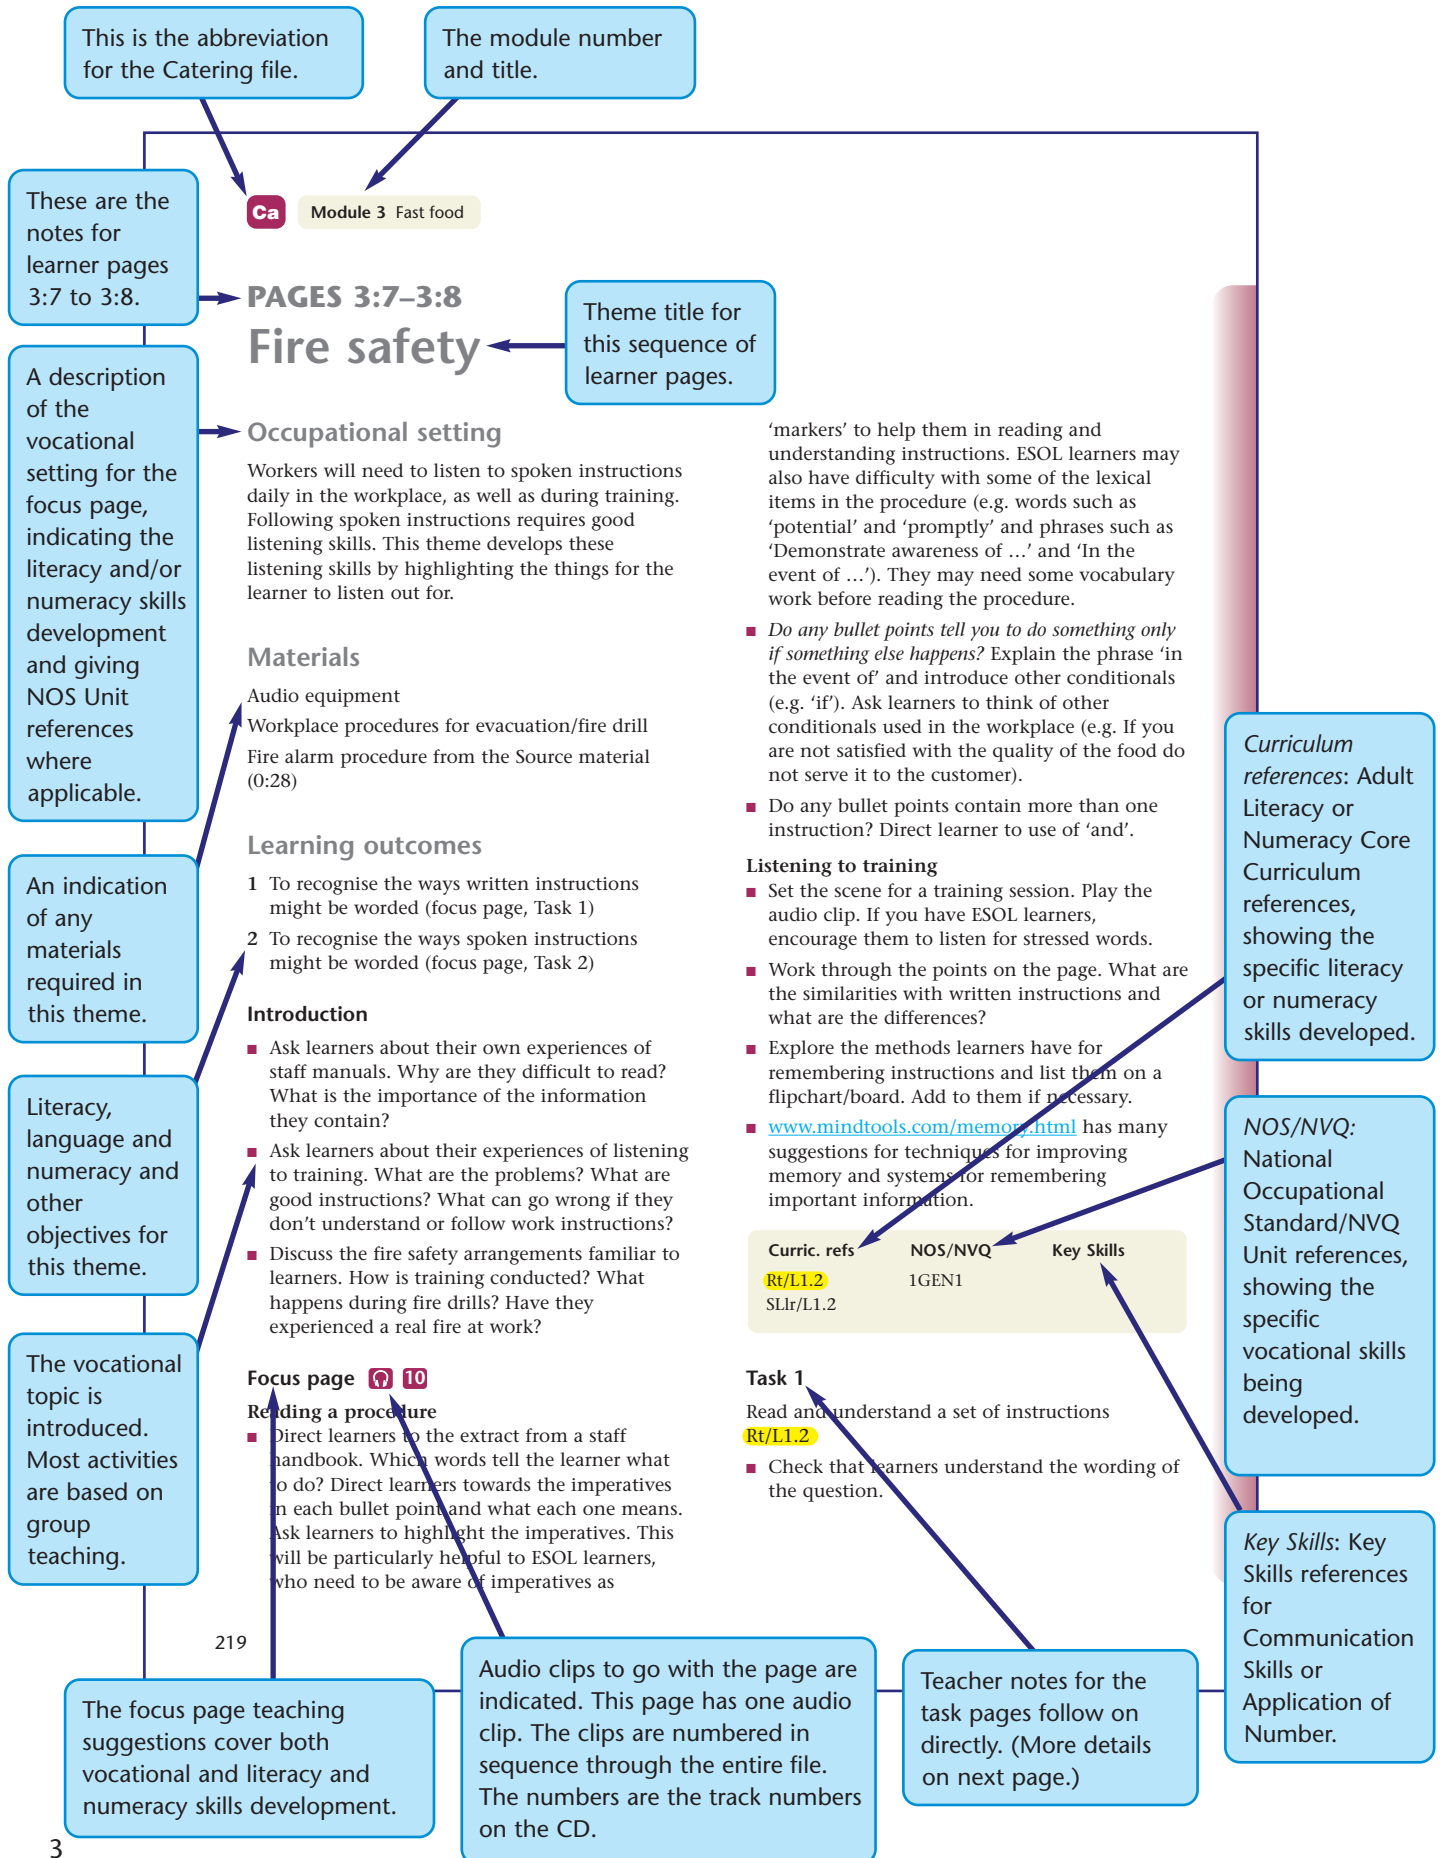 This is the abbreviation
for the Catering file.
The module number
and title.
These are the
notes for
learner pages
3:7 to 3:8.
Ca
Module 3 Fast food
PAGES 3:7–3:8
Fire safety
Theme title for
this sequence of
learner pages.
A description
of the
vocational
setting for the
focus page,
indicating the
literacy and/or
numeracy skills
development
and giving
NOS Unit
references
where
applicable.
Occupational setting
Workers will need to listen to spoken instructions
daily in the workplace, as well as during training.
Following spoken instructions requires good
listening skills. This theme develops these
listening skills by highlighting the things for the
learner to listen out for.
Materials
Audio equipment
Workplace procedures for evacuation/fire drill
Fire alarm procedure from the Source material
(0:28)
An indication
of any
materials
required in
this theme.
Learning outcomes
1 To recognise the ways written instructions
might be worded (focus page, Task 1)
2 To recognise the ways spoken instructions
might be worded (focus page, Task 2)
Literacy,
language and
numeracy and
other
objectives for
this theme.
Introduction
■ Ask learners about their own experiences of
staff manuals. Why are they difficult to read?
What is the importance of the information
they contain?
■ Ask learners about their experiences of listening
to training. What are the problems? What are
good instructions? What can go wrong if they
don't understand or follow work instructions?
■ Discuss the fire safety arrangements familiar to
learners. How is training conducted? What
happens during fire drills? Have they
experienced a real fire at work?
The vocational
topic is
introduced.
Most activities
are based on
group
teaching.
Focus page 10
Reading a procedure
■ Direct learners to the extract from a staff
handbook. Which words tell the learner what
to do? Direct learners towards the imperatives
in each bullet point and what each one means.
Ask learners to highlight the imperatives. This
will be particularly helpful to ESOL learners,
who need to be aware of imperatives as
‘markers’ to help them in reading and
understanding instructions. ESOL learners may
also have difficulty with some of the lexical
items in the procedure (e.g. words such as
‘potential’ and ‘promptly’ and phrases such as
‘Demonstrate awareness of …’ and ‘In the
event of …’). They may need some vocabulary
work before reading the procedure.
■ Do any bullet points tell you to do something only
if something else happens? Explain the phrase ‘in
the event of’ and introduce other conditionals
(e.g. ‘if’). Ask learners to think of other
conditionals used in the workplace (e.g. If you
are not satisfied with the quality of the food do
not serve it to the customer).
■ Do any bullet points contain more than one
instruction? Direct learner to use of ‘and’.
Listening to training
■ Set the scene for a training session. Play the
audio clip. If you have ESOL learners,
encourage them to listen for stressed words.
■ Work through the points on the page. What are
the similarities with written instructions and
what are the differences?
■ Explore the methods learners have for
remembering instructions and list them on a
flipchart/board. Add to them if necessary.
■ www.mindtools.com/memory.html has many
suggestions for techniques for improving
memory and systems for remembering
important information.
Curric. refs NOS/NVQ Key Skills
Rt/L1.2 1GEN1
SLlr/L1.2
Task 1
Read and understand a set of instructions
Rt/L1.2
■ Check that learners understand the wording of
the question.
Curriculum
references: Adult
Literacy or
Numeracy Core
Curriculum
references,
showing the
specific literacy
or numeracy
skills developed.
NOS/NVQ:
National
Occupational
Standard/NVQ
Unit references,
showing the
specific
vocational skills
being
developed.
Key Skills: Key
Skills references
for
Communication
Skills or
Application of
Number.
219
The focus page teaching
suggestions cover both
vocational and literacy and
numeracy skills development.
Audio clips to go with the page are
indicated. This page has one audio
clip. The clips are numbered in
sequence through the entire file.
The numbers are the track numbers
on the CD.
Teacher notes for the
task pages follow on
directly. (More details
on next page.)
3